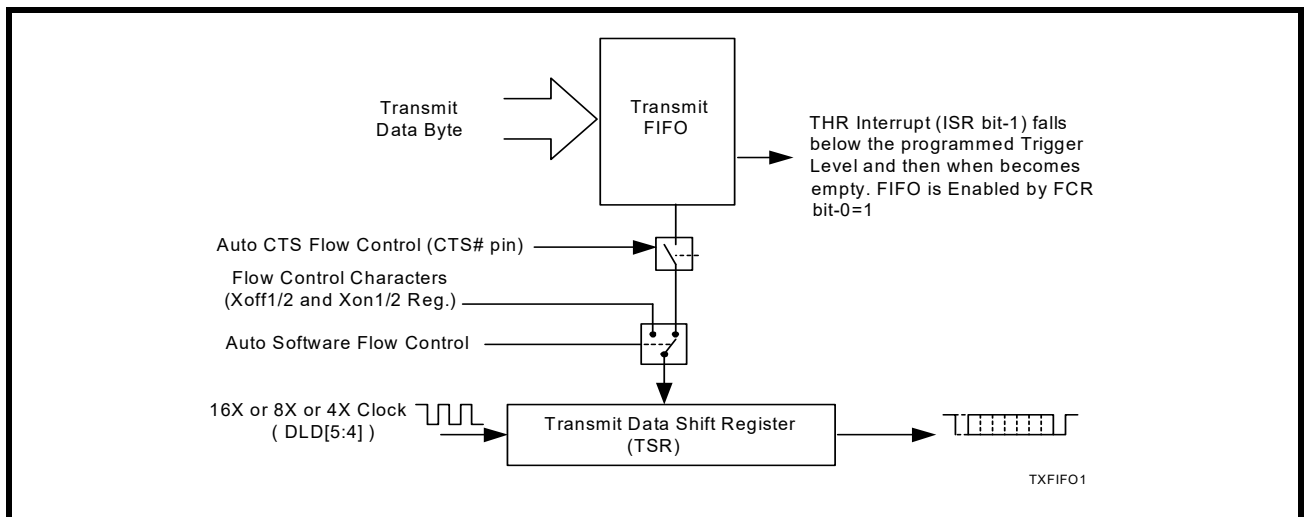 Transmit
Data Byte
Transmit
FIFO
THR Interrupt (ISR bit-1) falls
below the programmed Trigger
Level and then when becomes
empty. FIFO is Enabled by FCR
bit-0=1
Auto CTS Flow Control (CTS# pin)
Flow Control Characters
(Xoff1/2 and Xon1/2 Reg.)
Auto Software Flow Control
16X or 8X or 4X Clock
( DLD[5:4] )
Transmit Data Shift Register
(TSR)
TXFIFO1